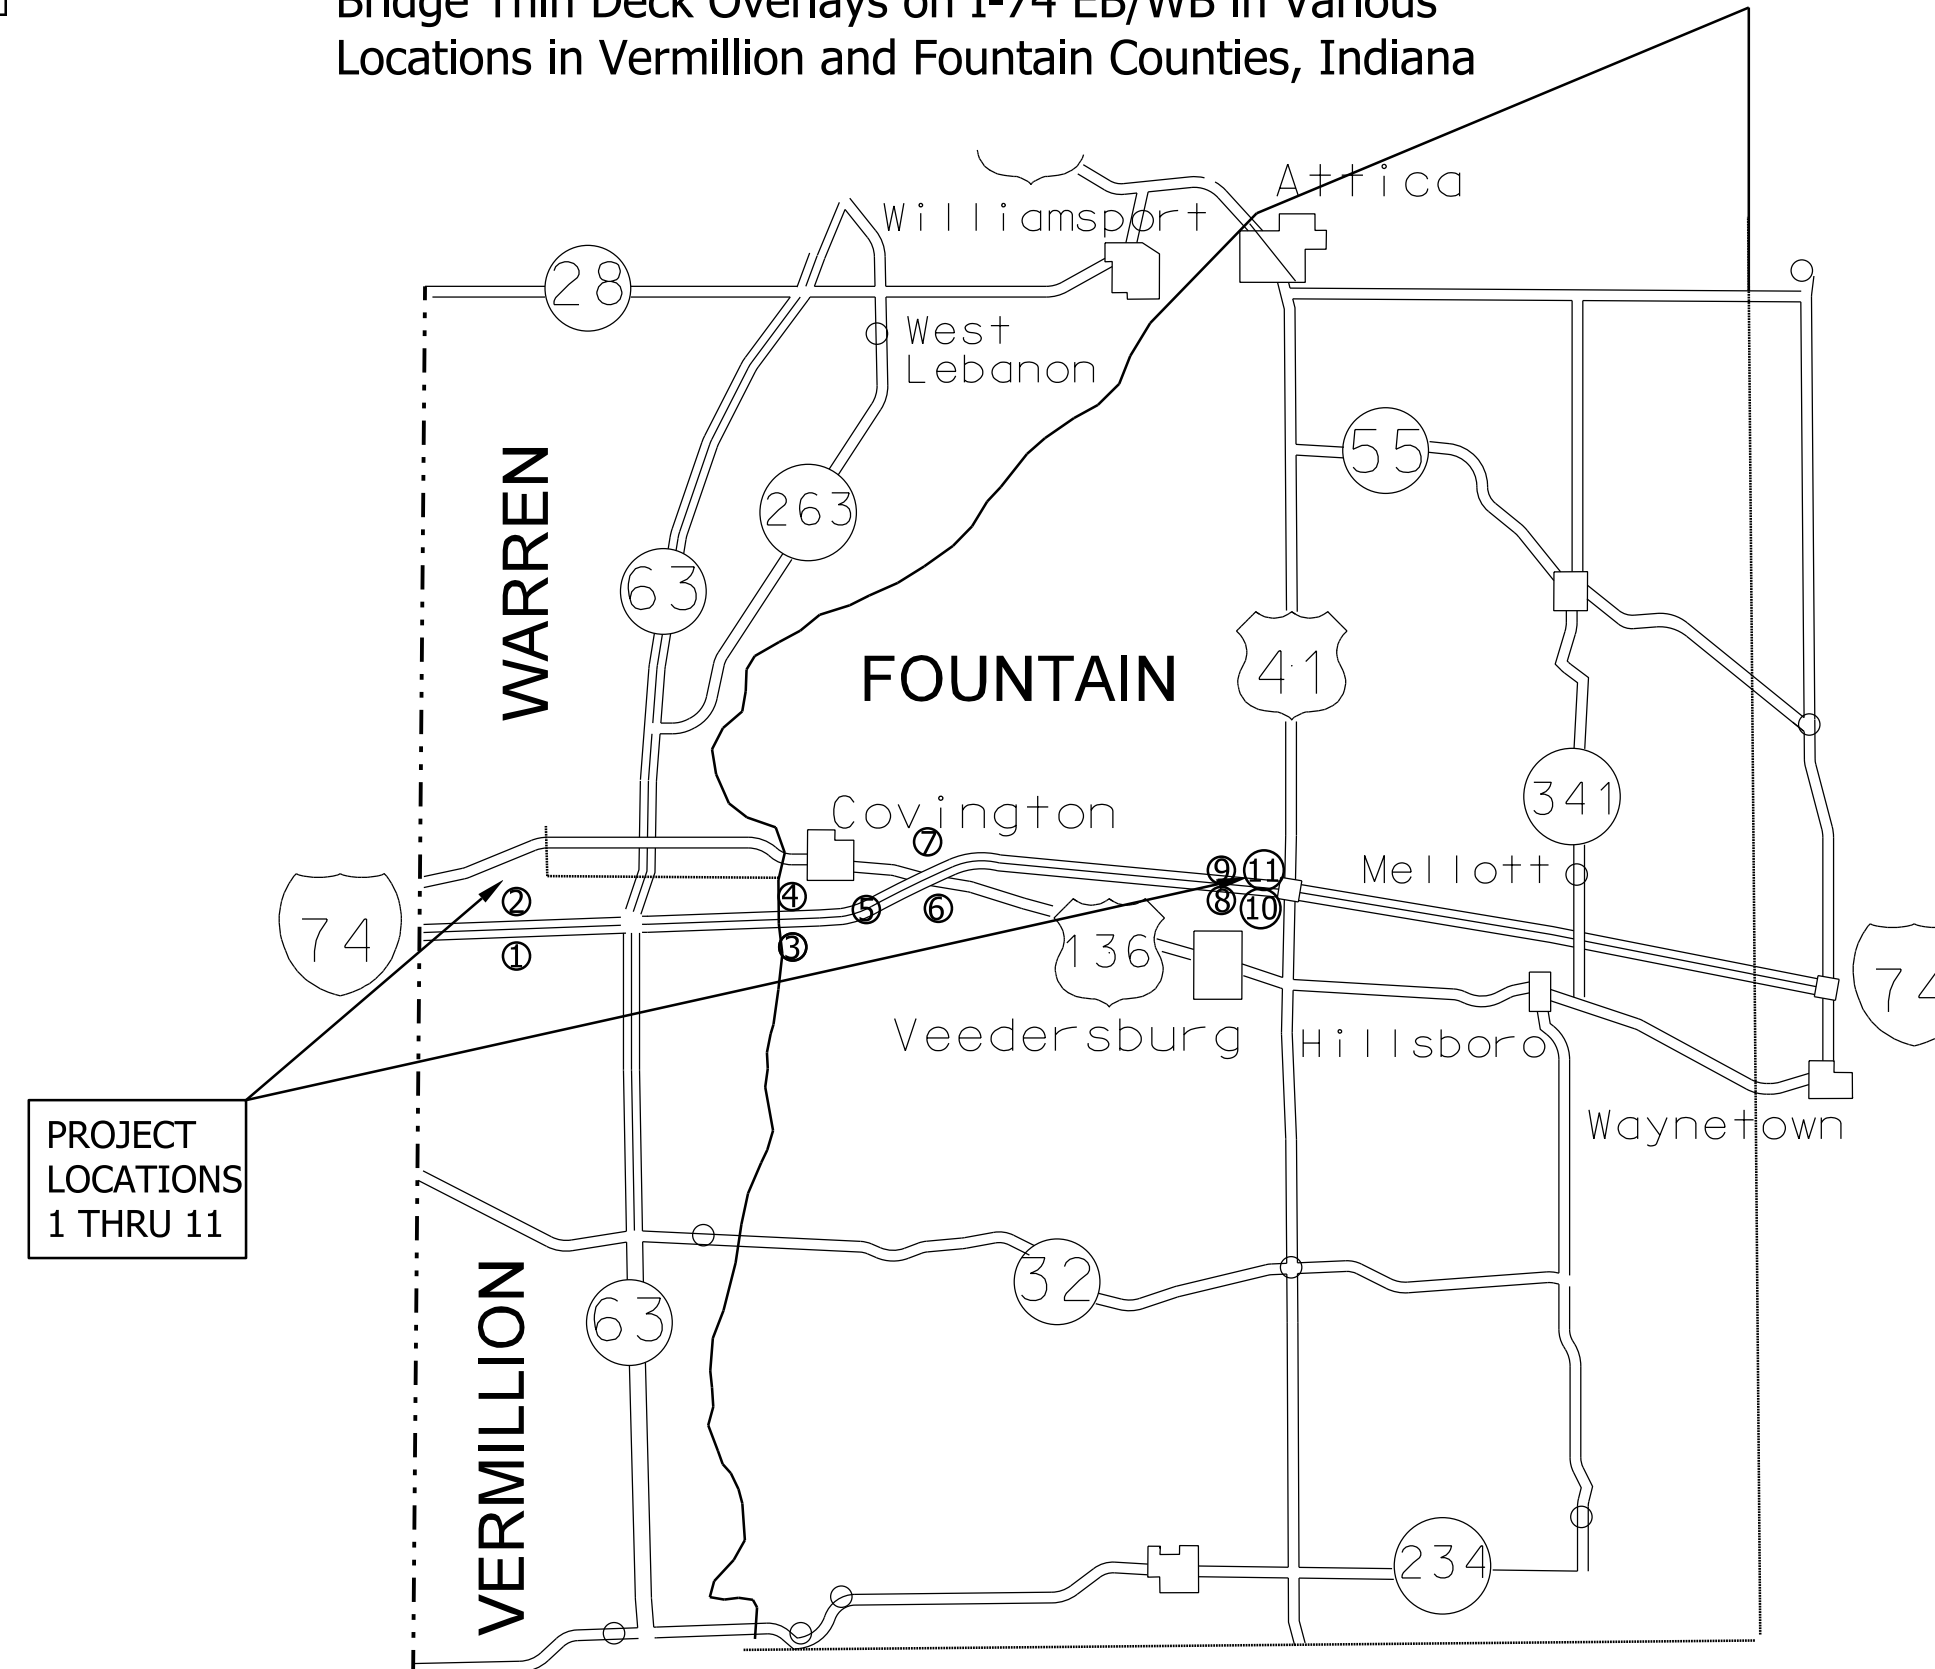 Bridge Thin Deck Overlays on I-74 EB/WB in Various
Locations in Vermillion and Fountain Counties, Indiana
Attica
Williamsport
28
West
Lebanon
55
WARREN
263
63
FOUNTAIN
41
341
Covington
7
Mellott
9
11
4
2
5
6
8
10
74
136
3
1
74
Veedersburg
Hillsboro
Waynetown
PROJECT
LOCATIONS
1 THRU 11
32
63
VERMILLION
234